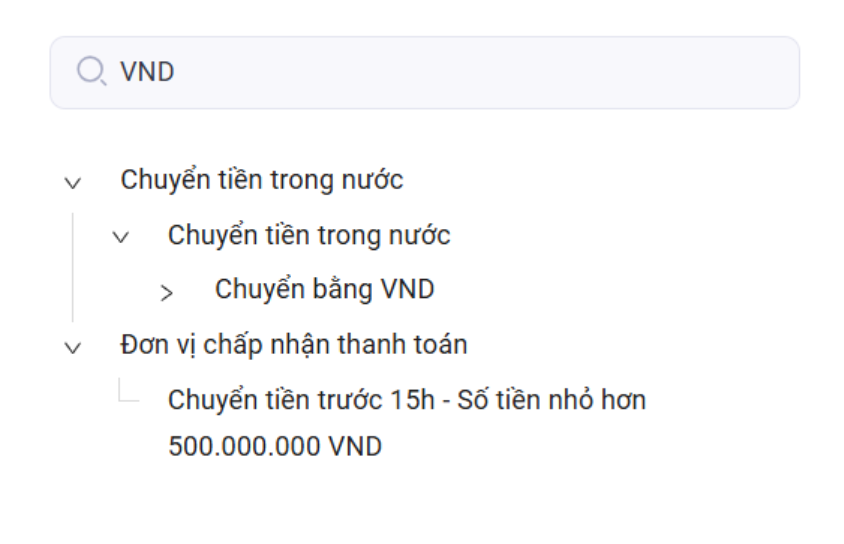 VND
Chuyển tiền trong nước
Chuyển tiền trong nước
Chuyển bằng VND
Đơn vị chấp nhận thanh toán
Chuyển tiền trước 15h - Số tiền nhỏ hơn
500.000.000 VND